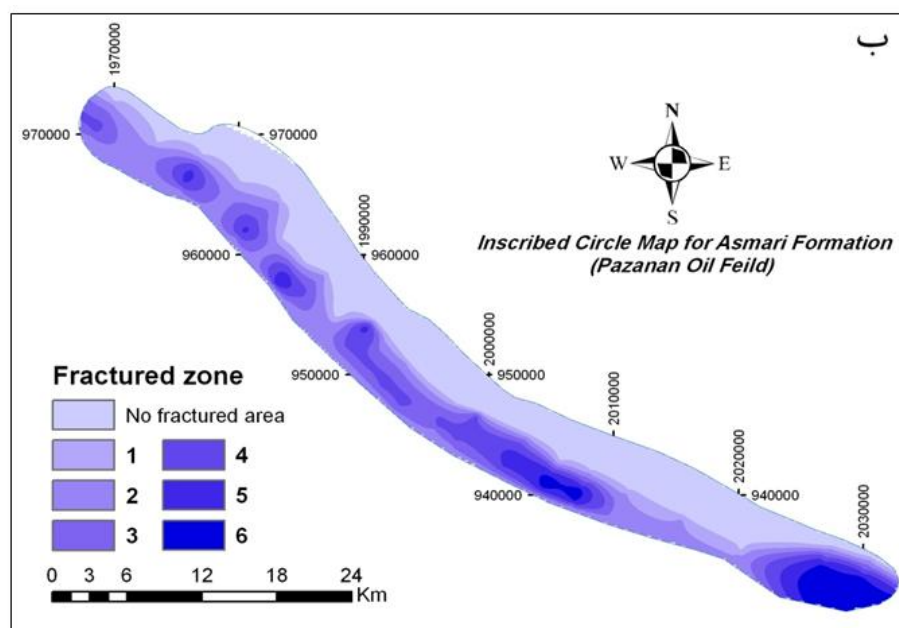 ب
1970000
970000
970000
N
W E
S
Inscribed Circle Map for Asmari Formation
(Pazanan Oil Feild)
960000
1990000
960000
950000
2000000
950000
2010000
940000
2020000
940000
2030000
Fractured zone
No fractured area
1 4
2 5
3 6
0 3 6 12 18 24
Km